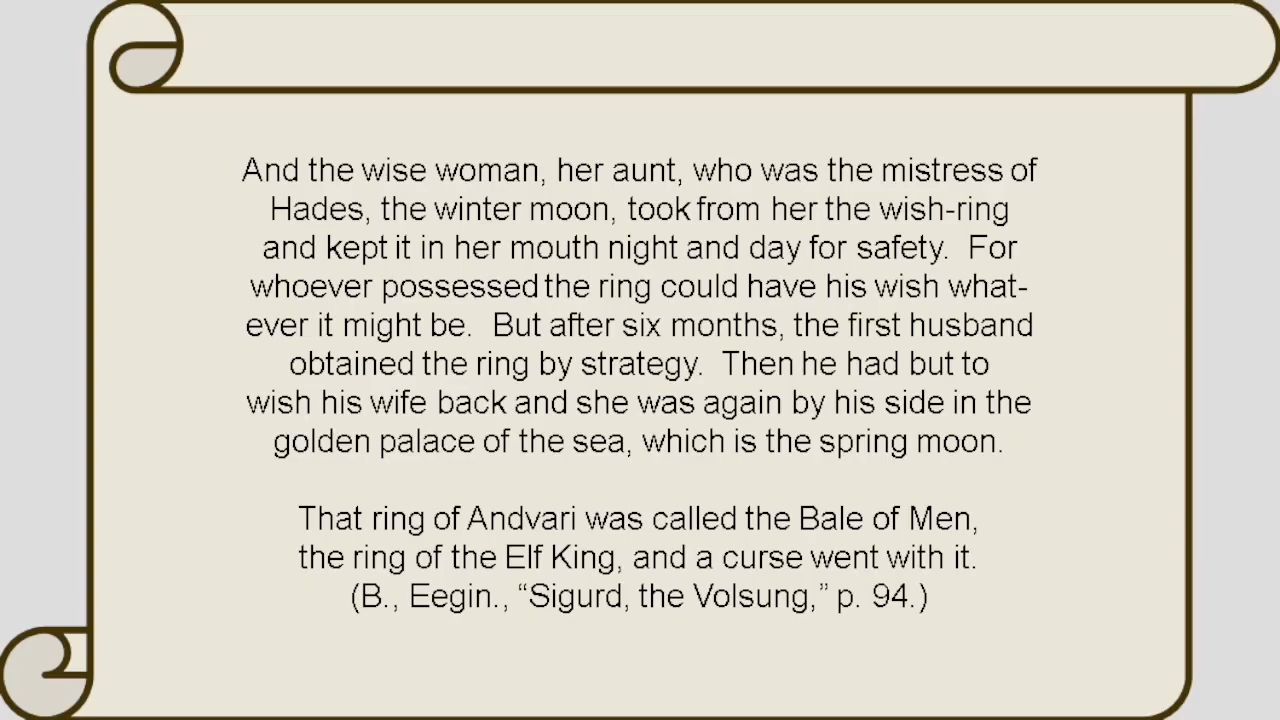 And the wise woman, her aunt, who was the mistress of
Hades, the winter moon, took from her the wish-ring
and kept it in her mouth night and day for safety.  For
whoever possessed the ring could have his wish what-
ever it might be.  But after six months, the first husband
obtained the ring by strategy.  Then he had but to
wish his wife back and she was again by his side in the
golden palace of the sea, which is the spring moon.
That ring of Andvari was called the Bale of Men,
the ring of the Elf King, and a curse went with it.
(B., Eegin., “Sigurd, the Volsung,” p. 94.)